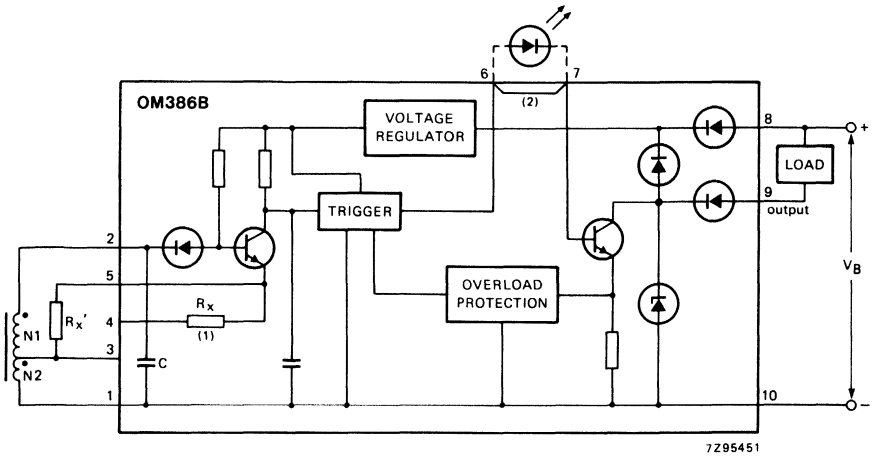 6
7
OM386B
(2)
VOLTAGE
REGULATOR
8
+
LOAD
TRIGGER
9
output
2
5
OVERLOAD
PROTECTION
VB
Rx
Rx'
4
(1)
N1
3
C
N2
1
10
–
7Z95451